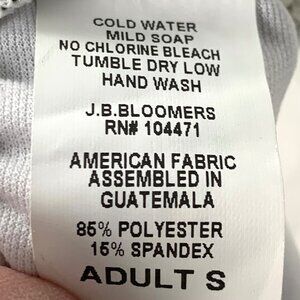 COLD WATER
MILD SOAP
NO CHLORINE BLEACH
TUMBLE DRY LOW
HAND WASH
J.B.BLOOMERS
RN# 104471
AMERICAN FABRIC
ASSEMBLED IN
GUATEMALA
85% POLYESTER
15% SPANDEX
ADULT S